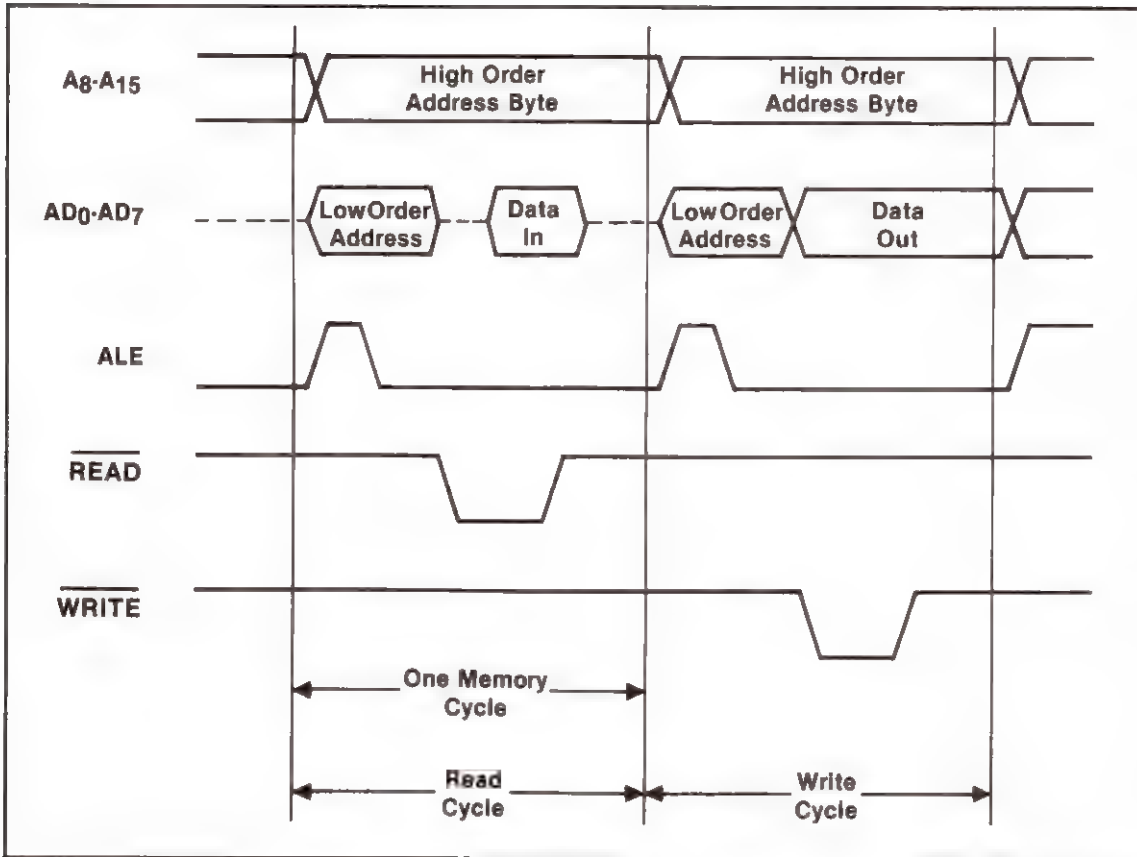 A8-A15
High Order
Address Byte
High Order
Address Byte
AD0-AD7
LowOrder
Address
Data
In
LowOrder
Address
Data
Out
ALE
READ
WRITE
One Memory
Cycle
Read
Cycle
Write
Cycle